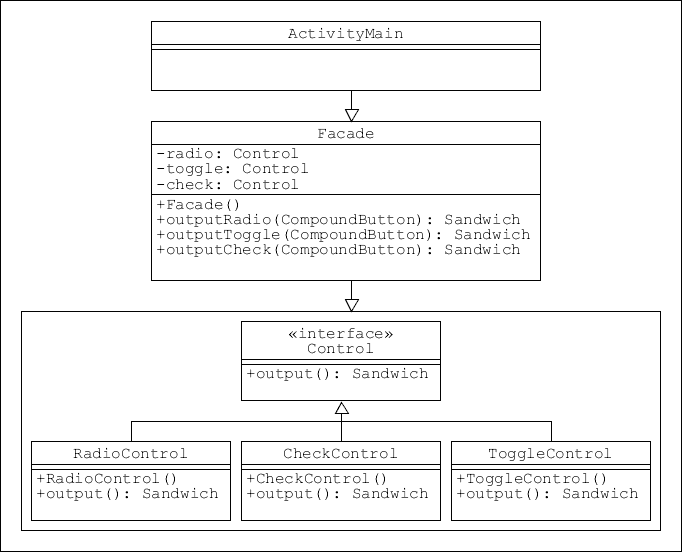 ActivityMain
Facade
-radio: Control
-toggle: Control
-check: Control
+Facade()
+outputRadio(CompoundButton): Sandwich
+outputToggle(CompoundButton): Sandwich
+outputCheck(CompoundButton): Sandwich
«interface»
Control
+output(): Sandwich
RadioControl
+RadioControl()
+output(): Sandwich
CheckControl
+CheckControl()
+output(): Sandwich
ToggleControl
+ToggleControl()
+output(): Sandwich